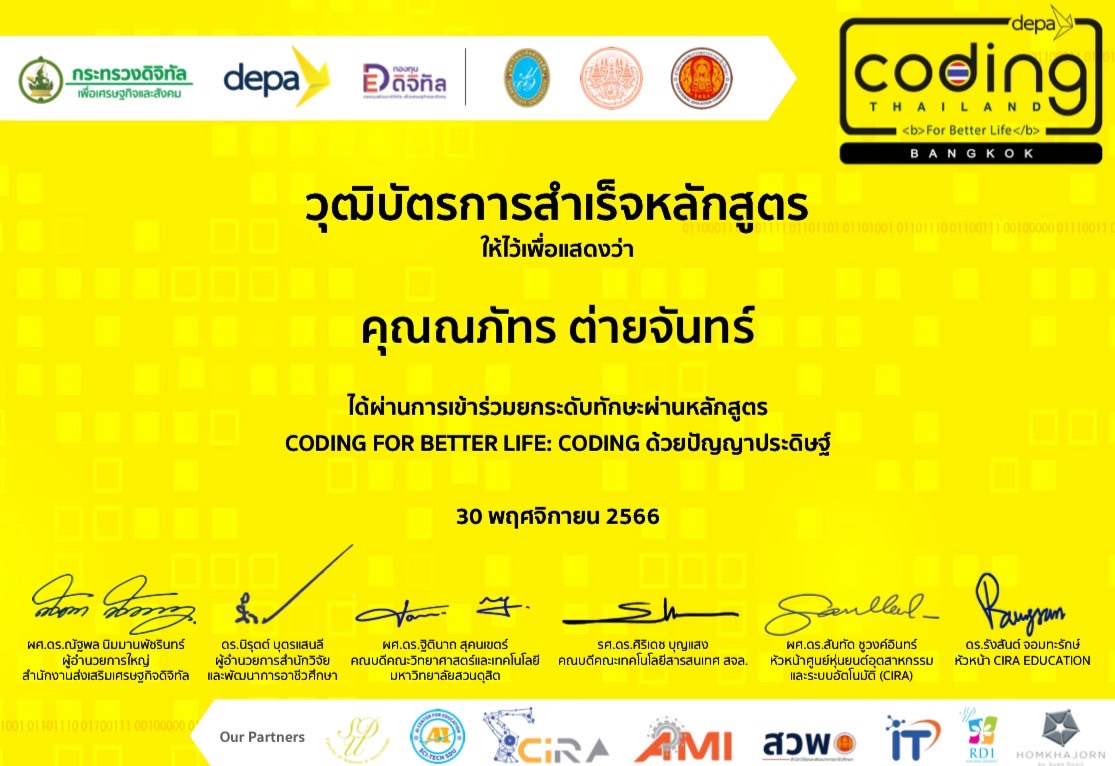 กระทรวงดิจิทัล
เพื่อเศรษฐกิจและสังคม
depa
กองทุน
ดิจิทัล
depa
coding
THAILAND
<b>For Better Life</b>
BANGKOK
วุฒิบัตรการสำเร็จหลักสูตร
ให้ไว้เพื่อแสดงว่า
คุณณภัทร ต่ายจันทร์
ได้ผ่านการเข้าร่วมยกระดับทักษะผ่านหลักสูตร
CODING FOR BETTER LIFE: CODING ด้วยปัญญาประดิษฐ์
30 พฤศจิกายน 2566
ผศ.ดร.ณัฐพล นิมมานพัชรินทร์
ผู้อำนวยการใหญ่
สำนักงานส่งเสริมเศรษฐกิจดิจิทัล
ดร.นิรุตต์ บุตรแสนลี
ผู้อำนวยการสำนักวิจัย
และพัฒนาการอาชีวศึกษา
ผศ.ดร.ฐิตินาถ สุคนเขตร์
คณบดีคณะวิทยาศาสตร์และเทคโนโลยี
มหาวิทยาลัยสวนดุสิต
รศ.ดร.ศิริเดช บุญแสง
คณบดีคณะเทคโนโลยีสารสนเทศ สจล.
ผศ.ดร.สันทัด ชูวงค์อินทร์
หัวหน้าศูนย์หุ่นยนต์อุตสาหกรรม
และระบบอัตโนมัติ (CIRA)
ดร.รังสันต์ จอมทะรักษ์
หัวหน้า CIRA EDUCATION
Our Partners
AI CENTER FOR EDUCATION
AI
SCI-TECH SDU
CiRA
AMI
สวพ
IT
RDI
HOMKHAJORN